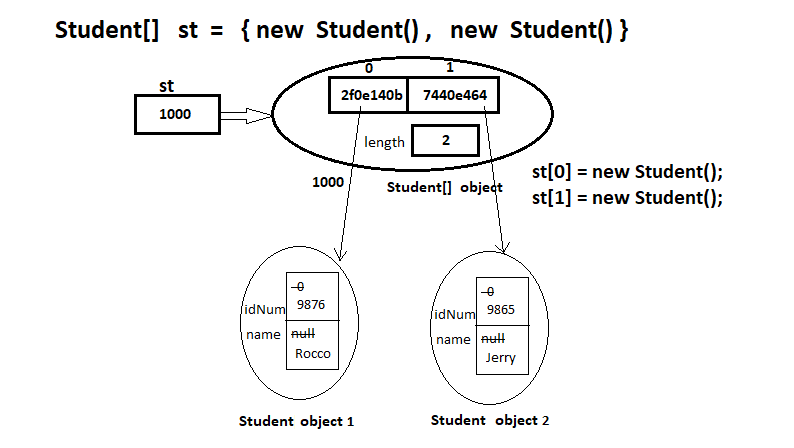 Student[] st = { new Student() , new Student() }
0 1
st
1000
2f0e140b 7440e464
length 2
1000
Student[] object
st[0] = new Student();
st[1] = new Student();
0
idNum 9876
name null
Rocco
0
idNum 9865
name null
Jerry
Student object 1
Student object 2